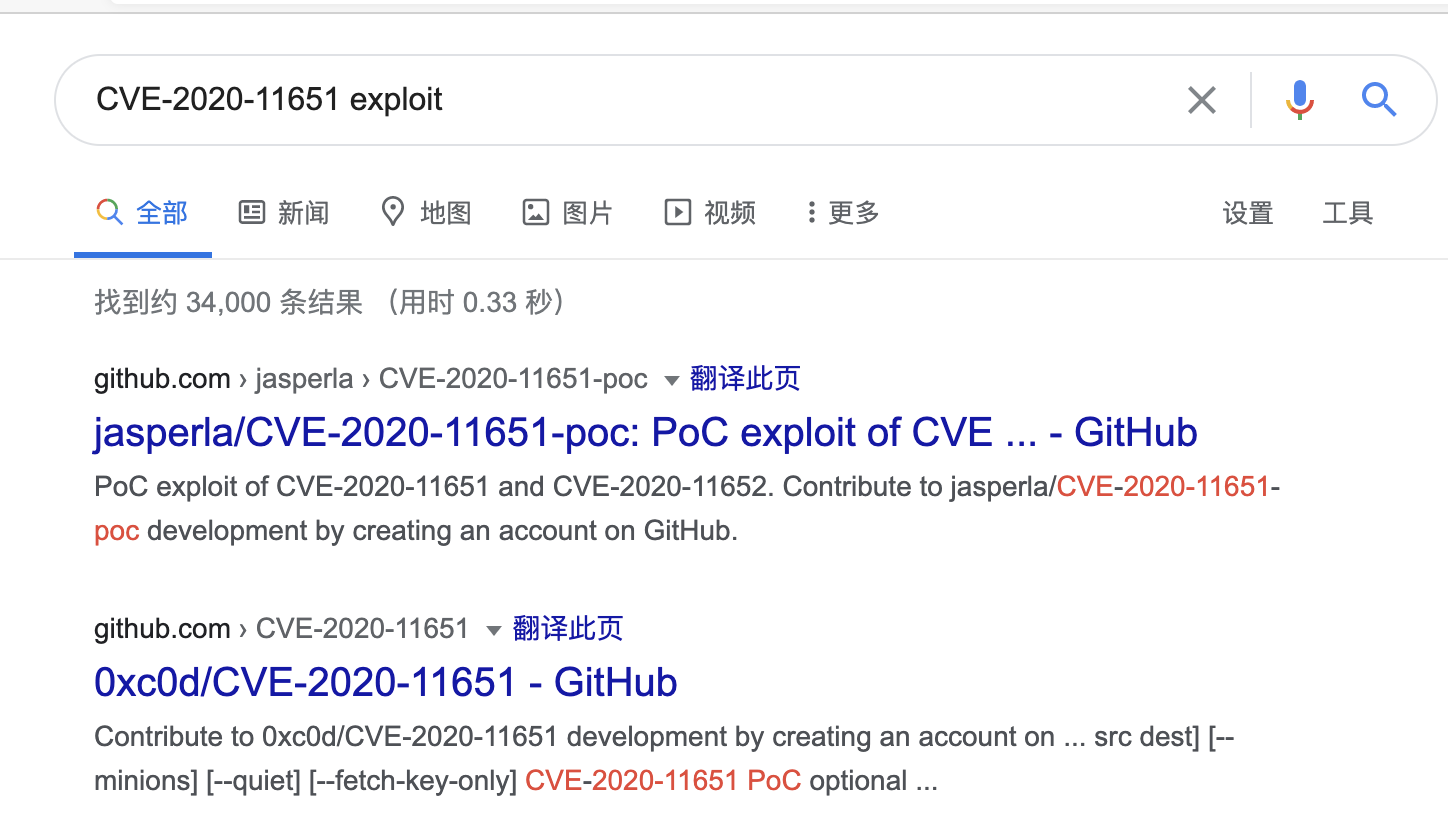 CVE-2020-11651 exploit
全部 新闻 地图 图片 视频 更多 设置 工具
找到约 34,000 条结果 （用时 0.33 秒）
github.com › jasperla › CVE-2020-11651-poc 翻译此页
jasperla/CVE-2020-11651-poc: PoC exploit of CVE ... - GitHub
PoC exploit of CVE-2020-11651 and CVE-2020-11652. Contribute to jasperla/CVE-2020-11651-
poc development by creating an account on GitHub.
github.com › CVE-2020-11651 翻译此页
0xc0d/CVE-2020-11651 - GitHub
Contribute to 0xc0d/CVE-2020-11651 development by creating an account on ... src dest] [--
minions] [--quiet] [--fetch-key-only] CVE-2020-11651 PoC optional ...